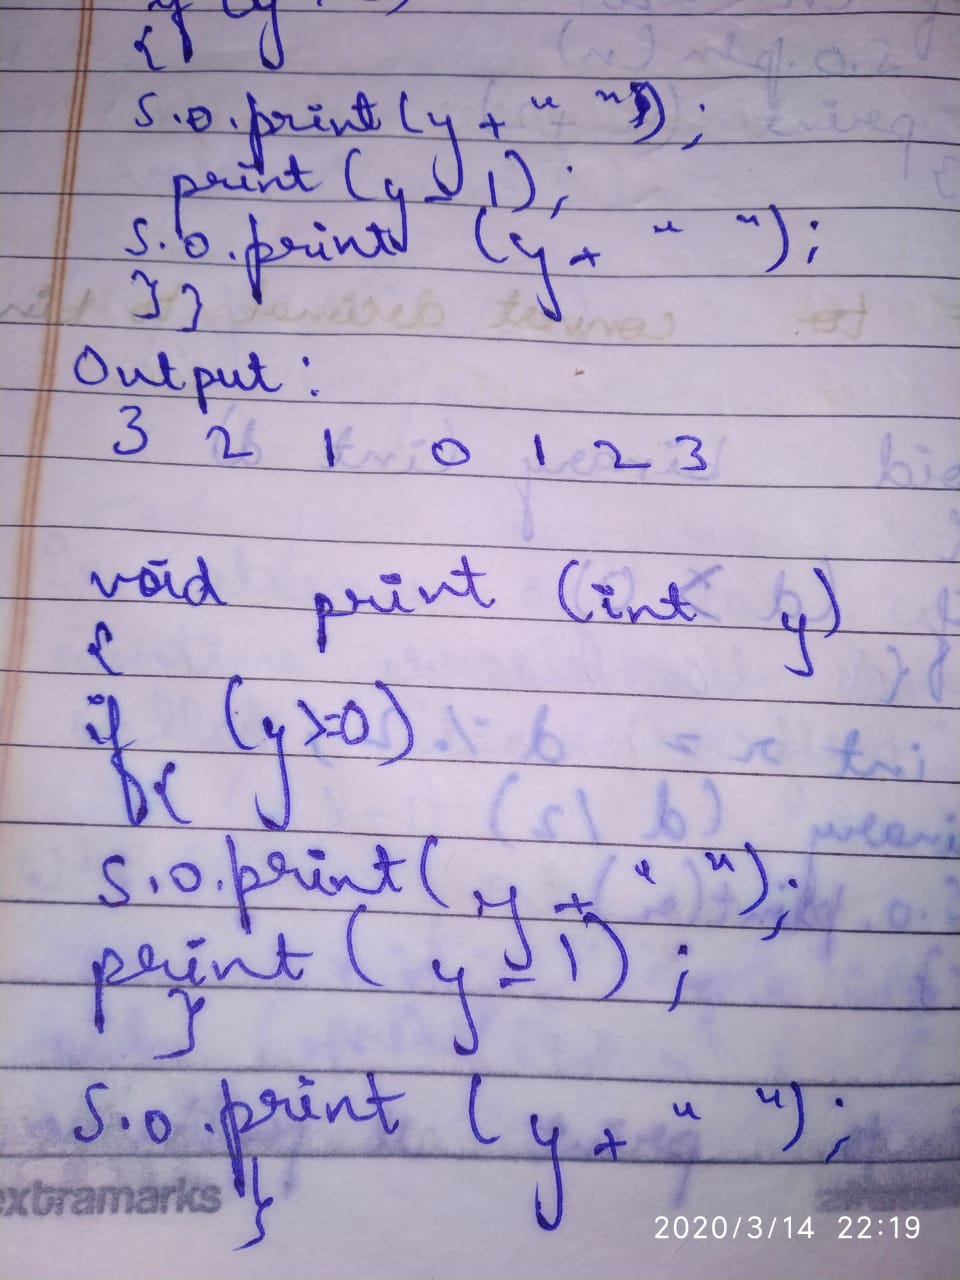 {
S.o.print(y+" ");
print (y-1);
S.o.print (y+" ");
}}
Output:
3 2 1 0 1 2 3
void print (int y)
{
if (y>=0)
{
S.o.print(y+" ");
print (y-1);
}
S.o.print (y+" ");
}
extramarks
2020/3/14 22:19